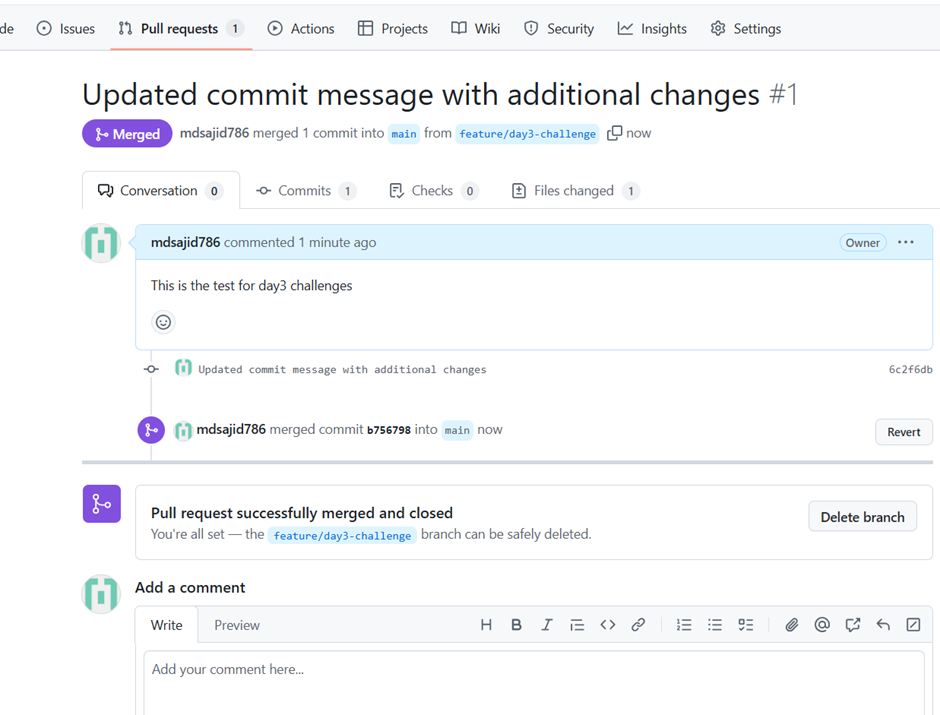 de Issues Pull requests 1 Actions Projects Wiki Security Insights Settings
Updated commit message with additional changes #1
Merged mdsajid786 merged 1 commit into main from feature/day3-challenge now
Conversation 0 Commits 1 Checks 0 Files changed 1
mdsajid786 commented 1 minute ago Owner
This is the test for day3 challenges
Updated commit message with additional changes 6c2f6db
mdsajid786 merged commit b756798 into main now Revert
Pull request successfully merged and closed
You're all set — the feature/day3-challenge branch can be safely deleted.
Delete branch
Add a comment
Write Preview
Add your comment here...